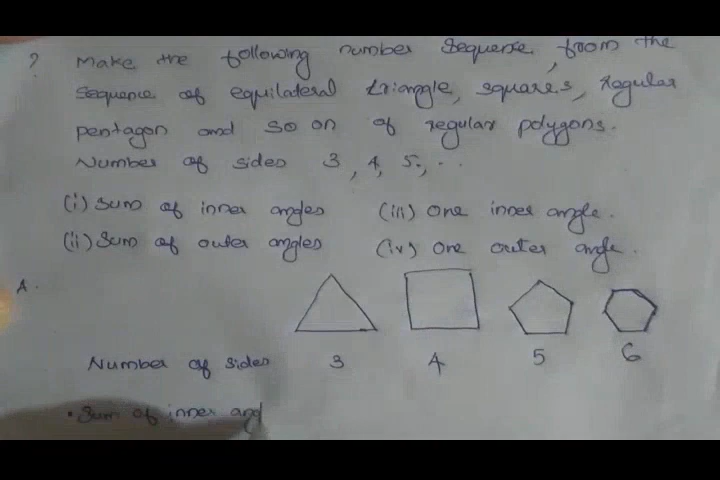 ? Make the following number sequence, from the
sequence of equilateral triangle, squares, regular
pentagon and so on of regular polygons.
Number of sides 3, 4, 5, ...
(i) Sum of inner angles (iii) One inner angle.
(ii) Sum of outer angles (iv) One outer angle.
A.
Number of sides 3 4 5 6
• Sum of inner ang